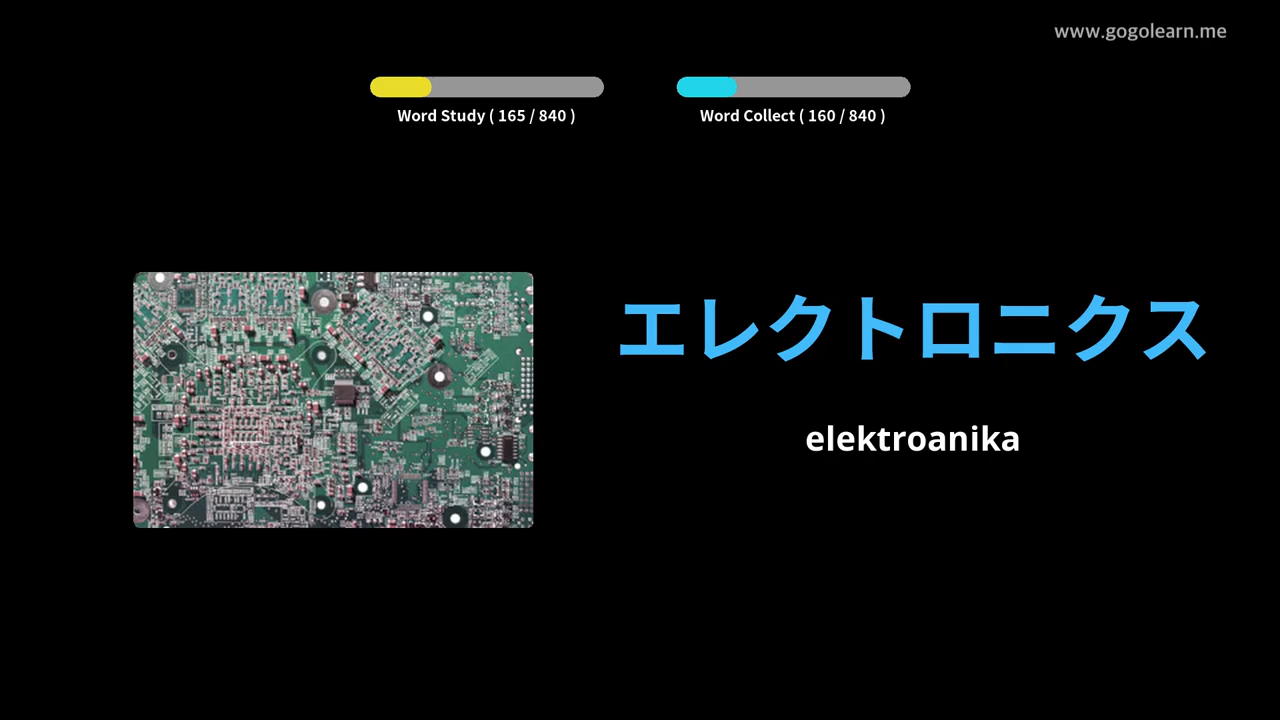 www.gogolearn.me
Word Study ( 165 / 840 )
Word Collect ( 160 / 840 )
エレクトロニクス
elektroanika